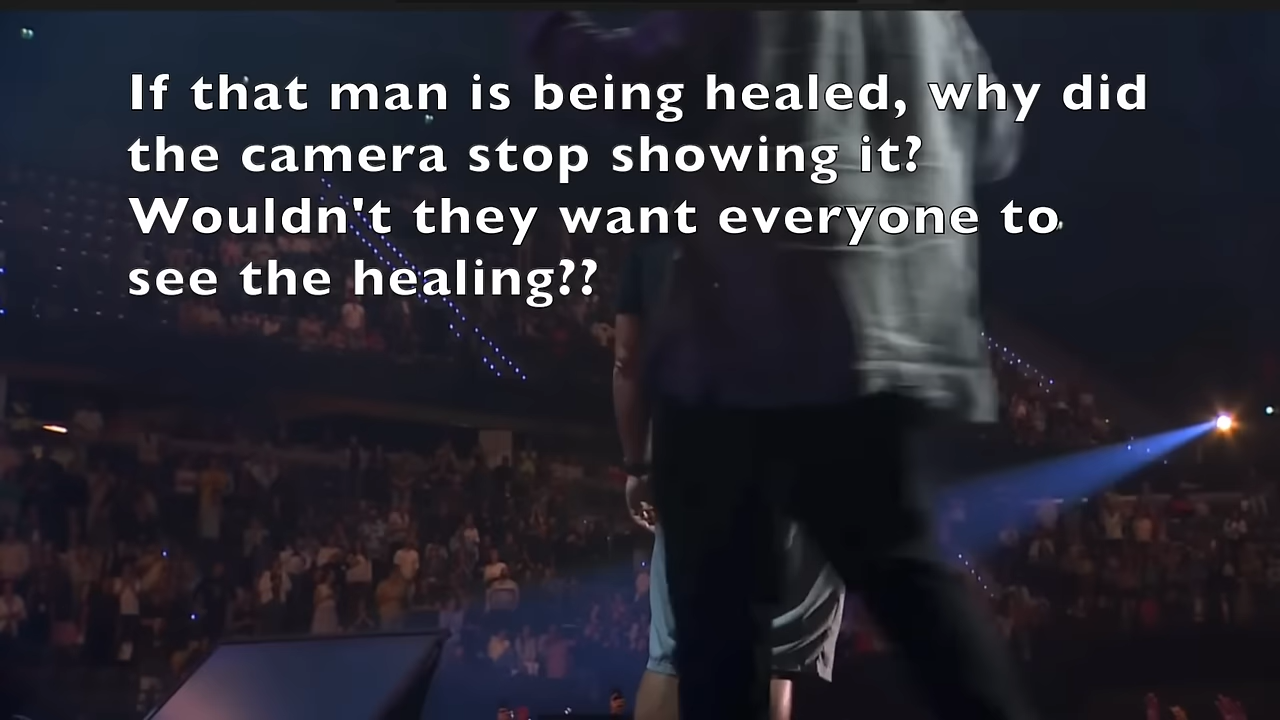 If that man is being healed, why did
the camera stop showing it?
Wouldn't they want everyone to
see the healing??